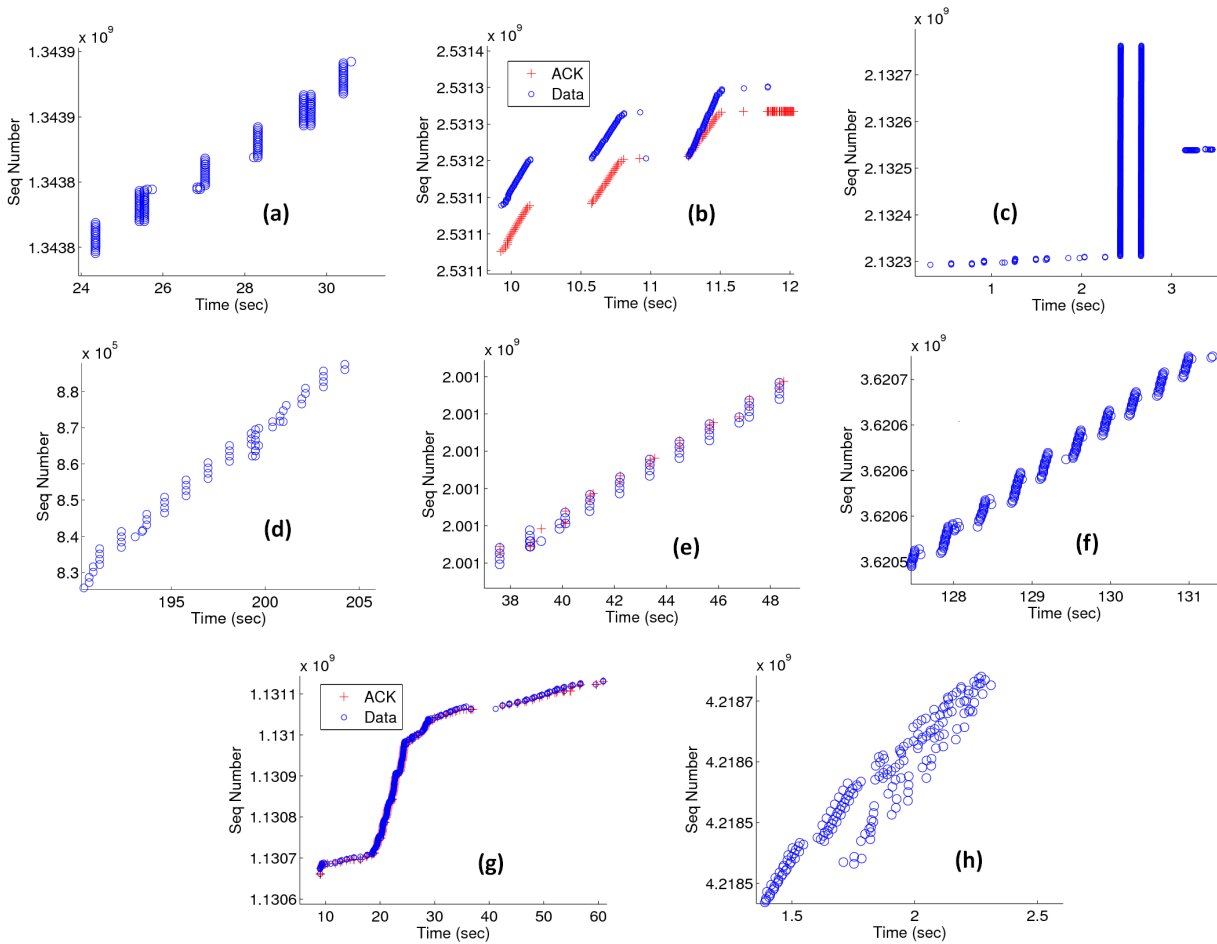 x 10^9
1.3439
1.3439
1.3438
1.3438
Seq Number
24 26 28 30
Time (sec)
(a)
x 10^9
2.5314
2.5313
2.5313
2.5312
2.5311
2.5311
2.5311
Seq Number
ACK
Data
10 10.5 11 11.5 12
Time (sec)
(b)
x 10^9
2.1327
2.1326
2.1325
2.1324
2.1323
Seq Number
1 2 3
Time (sec)
(c)
x 10^5
8.8
8.7
8.6
8.5
8.4
8.3
Seq Number
195 200 205
Time (sec)
(d)
x 10^9
2.001
2.001
2.001
2.001
2.001
2.001
Seq Number
38 40 42 44 46 48
Time (sec)
(e)
x 10^9
3.6207
3.6206
3.6206
3.6206
3.6205
Seq Number
128 129 130 131
Time (sec)
(f)
x 10^9
1.1311
1.131
1.1309
1.1308
1.1307
1.1306
Seq Number
ACK
Data
10 20 30 40 50 60
Time (sec)
(g)
x 10^9
4.2187
4.2186
4.2185
4.2185
Seq Number
1.5 2 2.5
Time (sec)
(h)